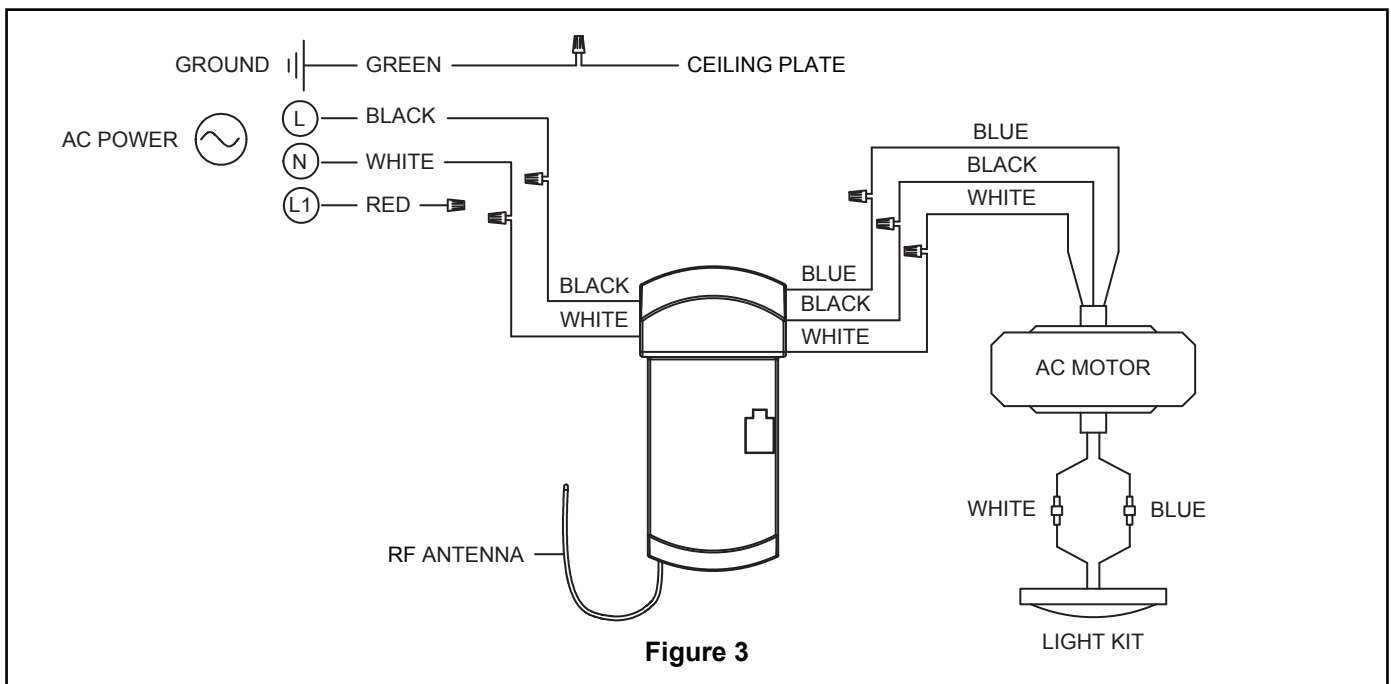 GROUND
GREEN
CEILING PLATE
AC POWER
L
BLACK
N
WHITE
L1
RED
BLUE
BLACK
WHITE
BLACK
WHITE
BLUE
BLACK
WHITE
AC MOTOR
WHITE
BLUE
RF ANTENNA
LIGHT KIT
Figure 3